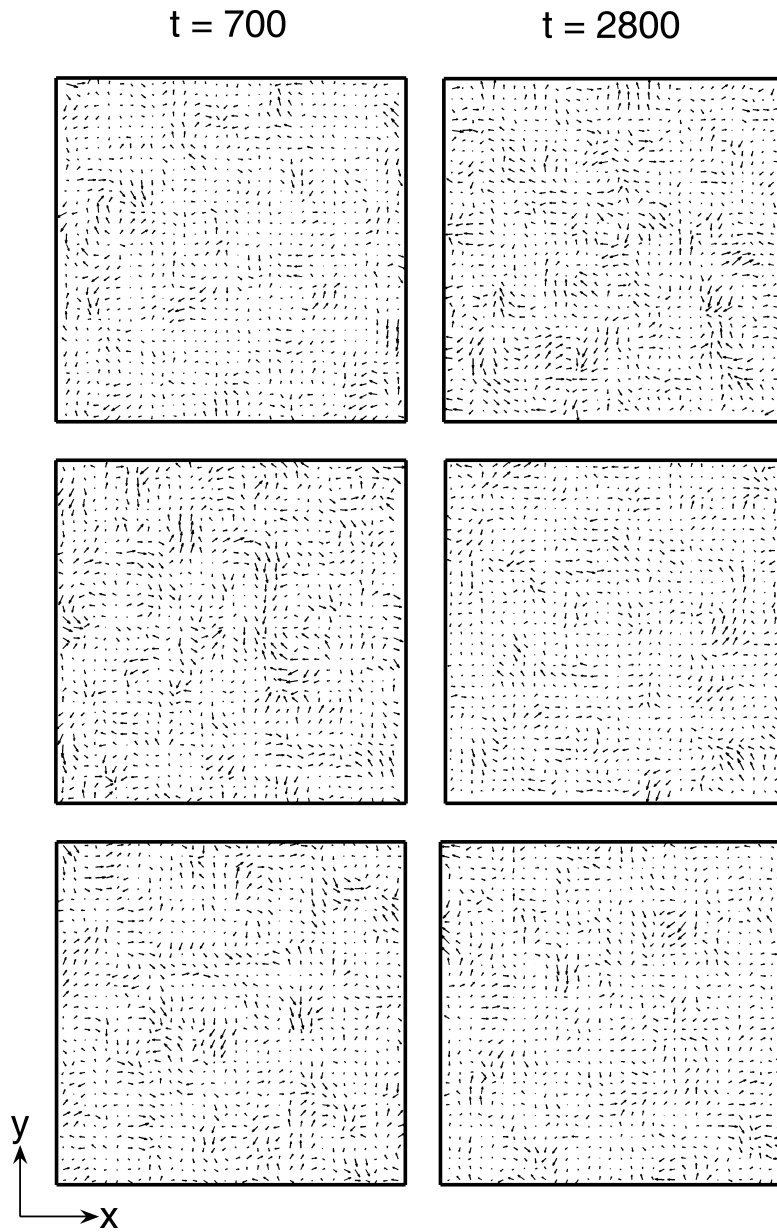 t = 700
t = 2800
y
x